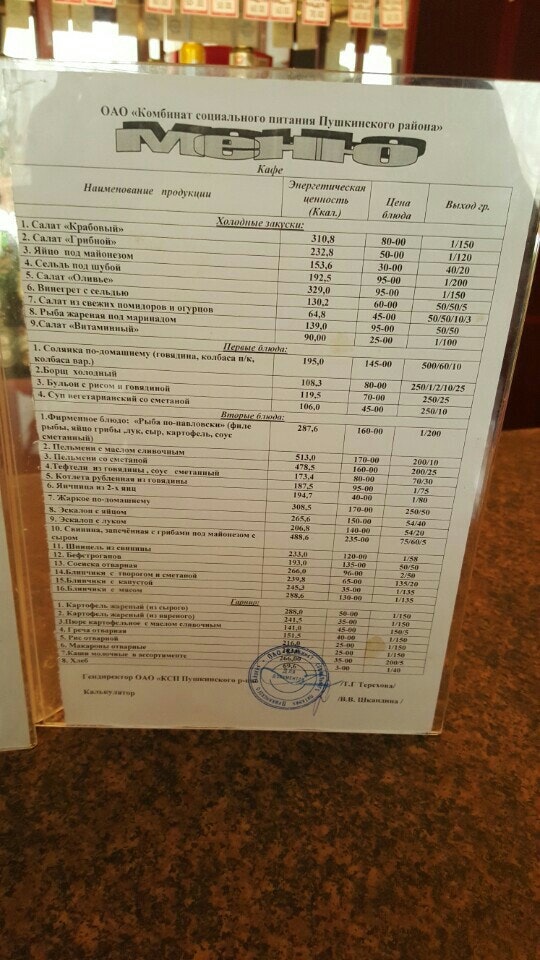 ОАО «Комбинат социального питания Пушкинского района»
Меню
Кафе
Наименование продукции Энергетическая ценность (Ккал.) Цена блюда Выход гр.
Холодные закуски:
1. Салат «Крабовый» 310,8 80-00 1/150
2. Салат «Грибной» 232,8 50-00 1/120
3. Яйцо под майонезом 153,6 30-00 40/20
4. Сельдь под шубой 192,5 95-00 1/200
5. Салат «Оливье» 329,0 95-00 1/150
6. Винегрет с сельдью 130,2 60-00 50/50/5
7. Салат из свежих помидоров и огурцов 64,8 45-00 50/50/10/3
8. Рыба жареная под маринадом 139,0 95-00 50/50
9.Салат «Витаминный» 90,00 25-00 1/100
Первые блюда:
1. Солянка по-домашнему (говядина, колбаса п/к, 195,0 145-00 500/60/10
колбаса вар.)
2.Борщ холодный 108,3 80-00 250/1/2/10/25
3. Бульон с рисом и говядиной 119,5 70-00 250/25
4. Суп вегетарианский со сметаной 106,0 45-00 250/10
Вторые блюда:
1.Фирменное блюдо: «Рыба по-павловски» (филе 287,6 160-00 1/200
рыбы, яйцо грибы ,лук, сыр, картофель, соус
сметанный)
2. Пельмени с маслом сливочным 513,0 170-00 200/10
3. Пельмени со сметаной 478,5 160-00 200/25
4.Тефтели из говядины , соус сметанный 173,4 80-00 70/30
5. Котлета рубленная из говядины 187,5 95-00 1/75
6. Яичница из 2-х яиц 194,7 40-00 1/80
7. Жаркое по-домашнему 308,5 170-00 250/50
8. Эскалоп с яйцом 265,6 150-00 54/40
9. Эскалоп с луком 206,8 140-00 54/20
10. Свинина, запечённая с грибами под майонезом с 488,6 235-00 75/60/5
сыром
11. Шницель из свинины 233,0 120-00 1/58
12. Бефстроганов 193,0 135-00 50/50
13. Сосиска отварная 266,0 96-00 2/50
14.Блинчики с творогом и сметаной 239,8 65-00 135/20
15.Блинчики с капустой 245,3 35-00 1/135
16.Блинчики с мясом 288,6 130-00 1/135
Гарнир:
1. Картофель жареный (из сырого) 288,0 50-00 1/150
2. Картофель жареный (из вареного) 241,5 35-00 1/150
3.Пюре картофельное с маслом сливочным 141,0 45-00 150/5
4. Греча отварная 151,5 40-00 1/150
5. Рис отварной 216,0 25-00 1/150
6. Макароны отварные 25-00 1/150
7.Каши молочные в ассортименте 35-00 200/5
8. Хлеб 3-00 1/40
Гендиректор ОАО «КСП Пушкинского р-
Калькулятор /В.В. Шкандина /